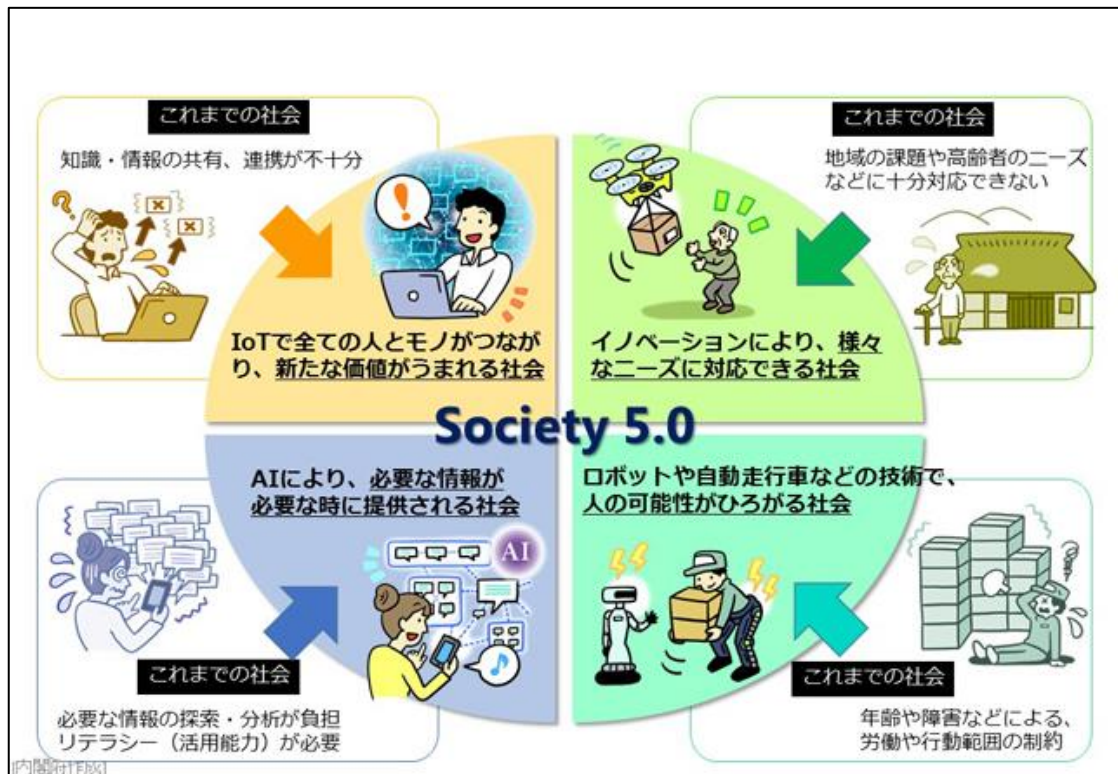 これまでの社会
知識・情報の共有、連携が不十分
IoTで全ての人とモノがつなが
り、新たな価値がうまれる社会
これまでの社会
地域の課題や高齢者のニーズ
などに十分対応できない
イノベーションにより、様々
なニーズに対応できる社会
Society 5.0
AIにより、必要な情報が
必要な時に提供される社会
AI
これまでの社会
必要な情報の探索・分析が負担
リテラシー(活用能力)が必要
ロボットや自動走行車などの技術で、
人の可能性がひろがる社会
これまでの社会
年齢や障害などによる、
労働や行動範囲の制約
[内閣府作成]